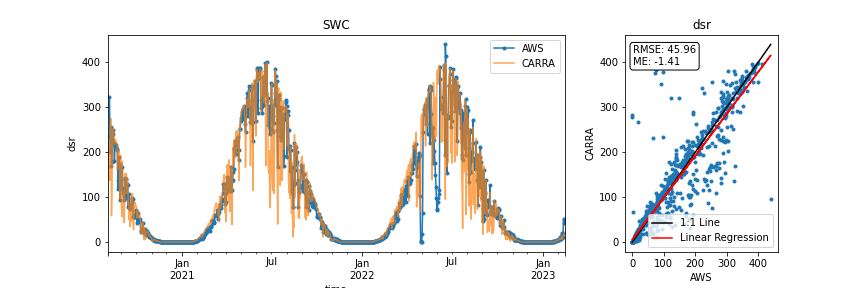 SWC
dsr
400
300
200
100
0
AWS
CARRA
Jan
2021
Jul
Jan
2022
Jul
Jan
2023
time
dsr
CARRA
400
300
200
100
0
RMSE: 45.96
ME: -1.41
1:1 Line
Linear Regression
0 100 200 300 400
AWS